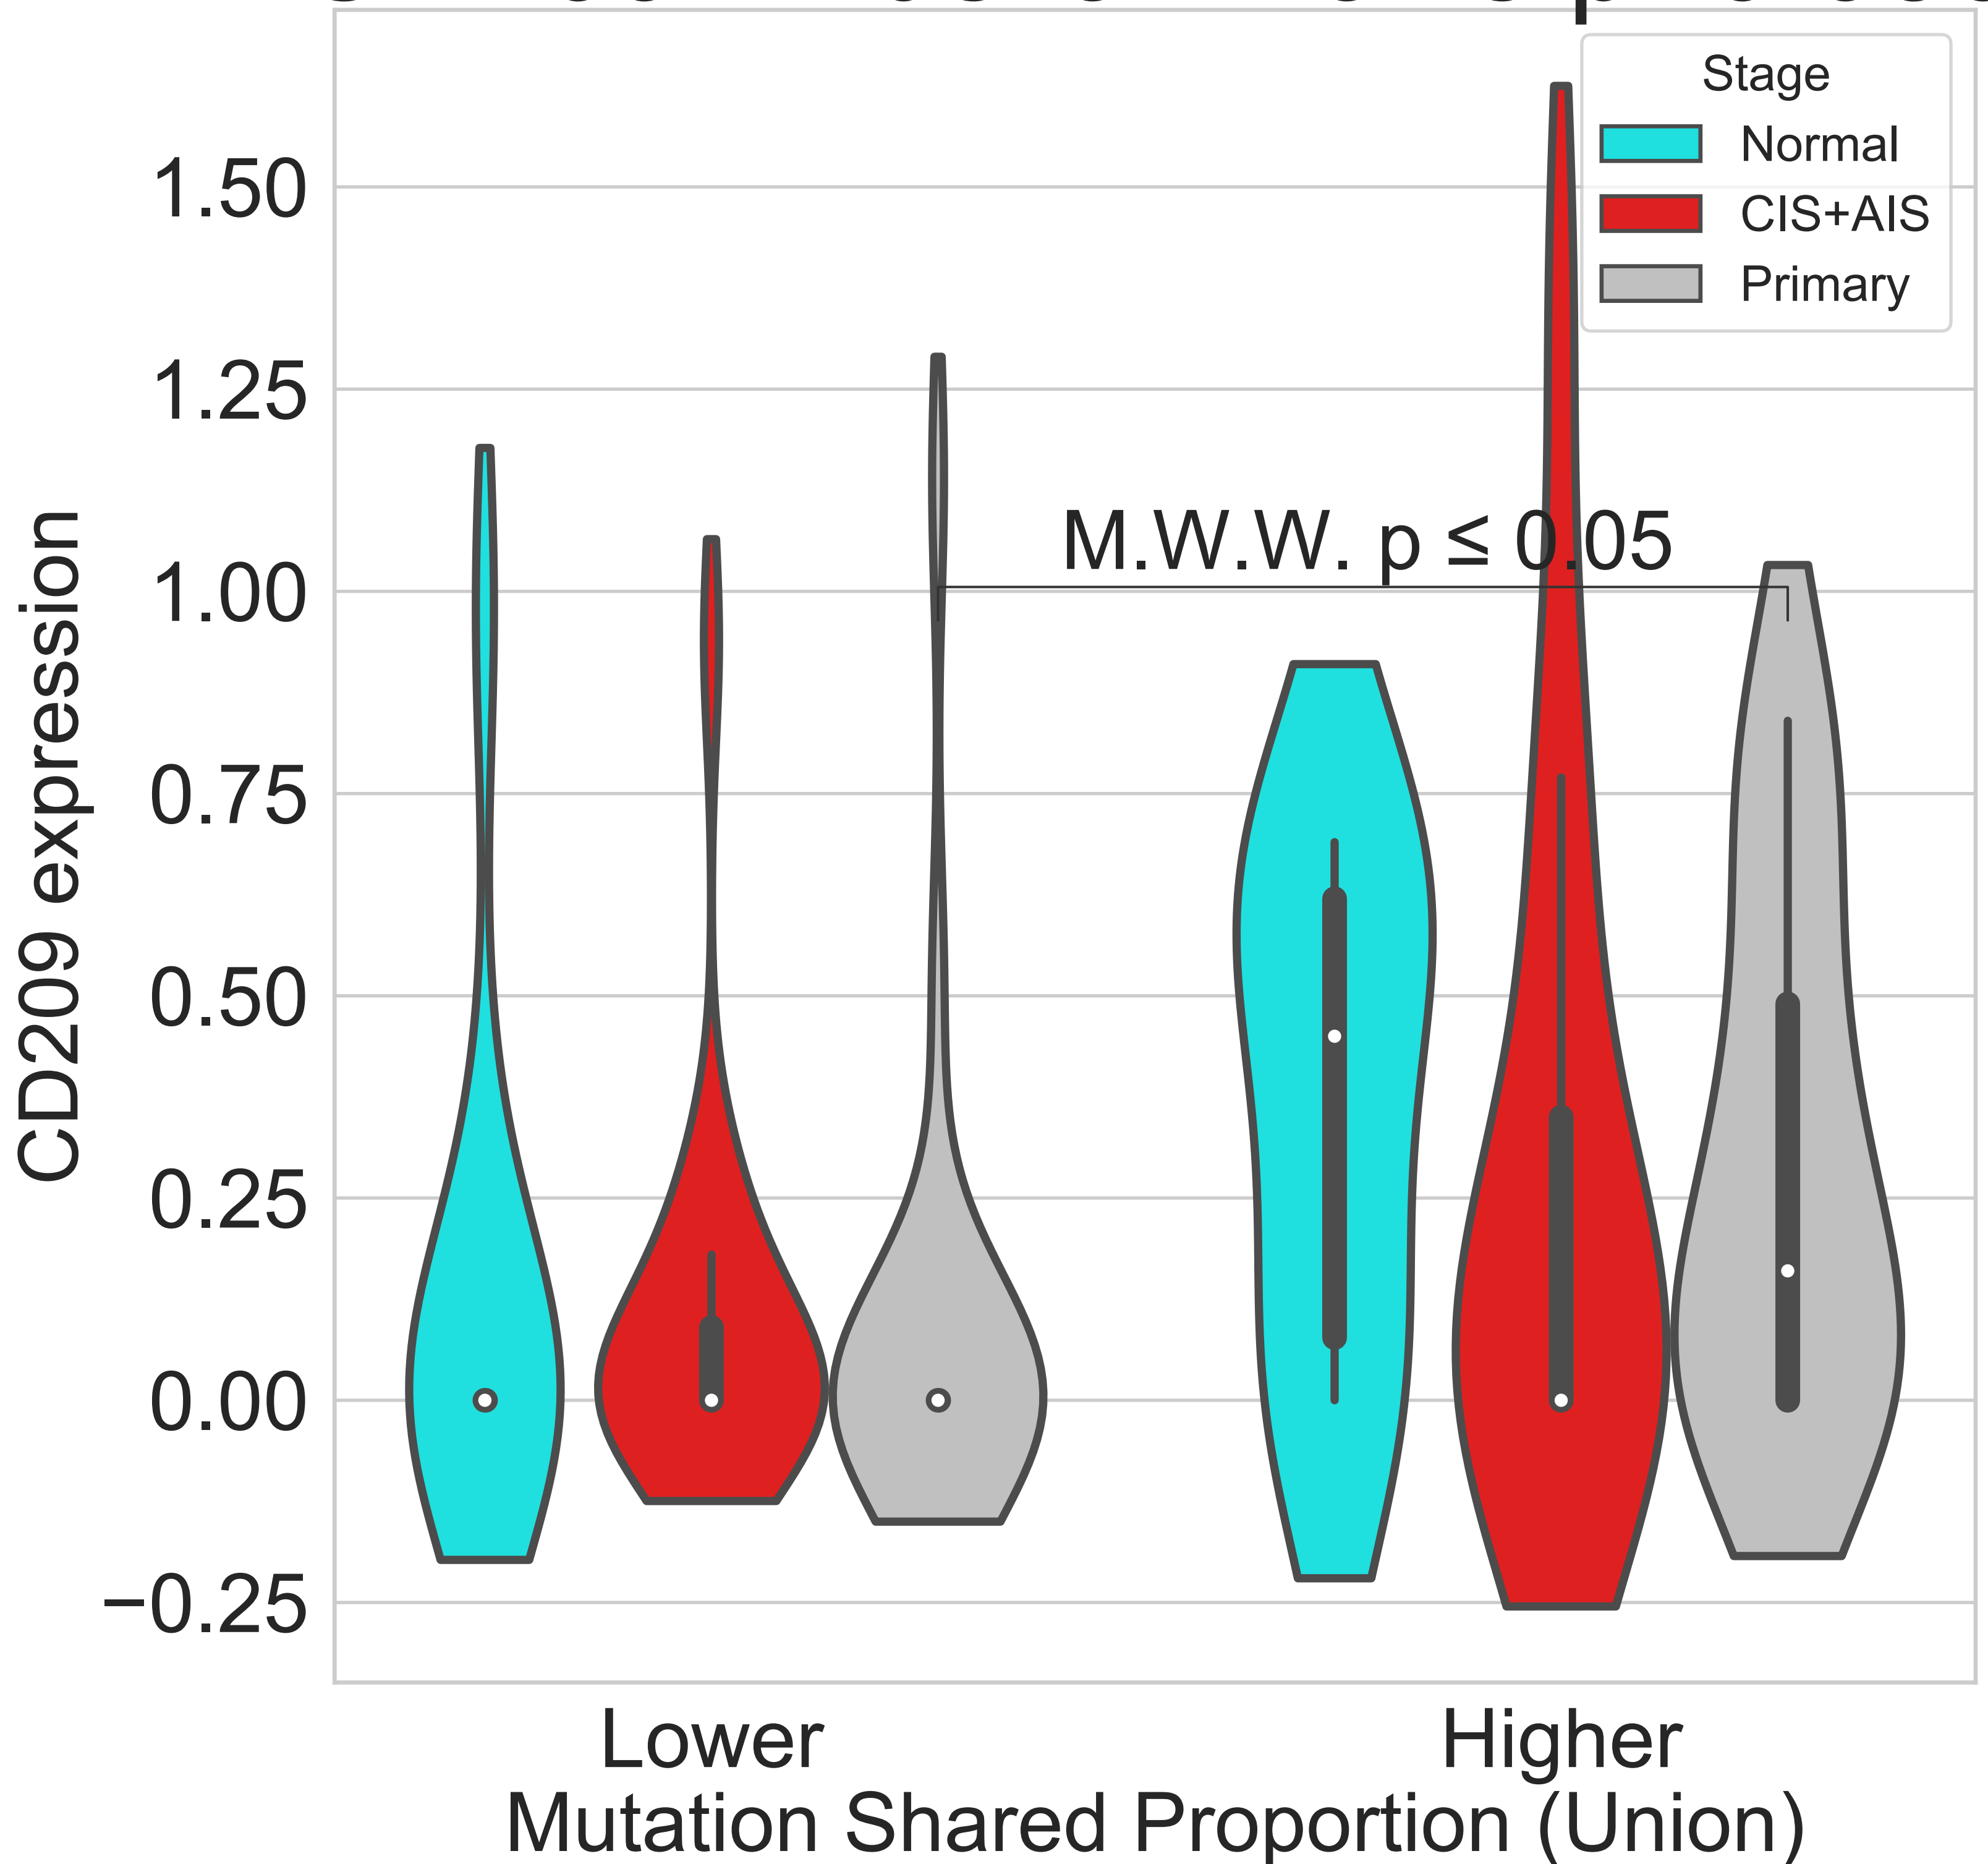 Stage
Normal
CIS+AIS
Primary
1.50
1.25
1.00
0.75
0.50
0.25
0.00
−0.25
CD209 expression
M.W.W. p ≤ 0.05
Lower
Higher
Mutation Shared Proportion (Union)